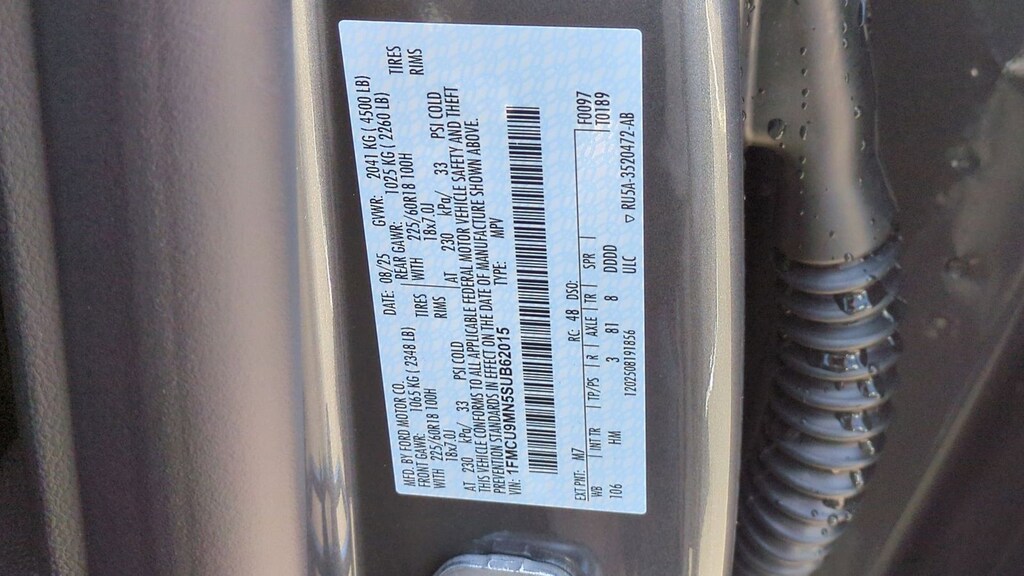 MFD. BY FORD MOTOR CO.
DATE: 08/25 GVWR: 2041 KG ( 4500 LB)
FRONT GAWR: 1065 KG ( 2348 LB) REAR GAWR: 1025 KG ( 2260 LB)
WITH 225/60R18 100H TIRES WITH 225/60R18 100H TIRES
18x7.0J RIMS 18x7.0J RIMS
AT 230 kPa/ 33 PSI COLD AT 230 kPa/ 33 PSI COLD
THIS VEHICLE CONFORMS TO ALL APPLICABLE FEDERAL MOTOR VEHICLE SAFETY AND THEFT
PREVENTION STANDARDS IN EFFECT ON THE DATE OF MANUFACTURE SHOWN ABOVE.
VIN: 1FMCU9MN5SUB62015 TYPE: MPV
EXT PNT: M7 RC: 48 DSO: F0097
WB INT TR TP/PS R AXLE TR SPR T0189
T06 HM 3 81 8 DDDD
ULC
1202508191856 ▽ RU5A-3520472-AB